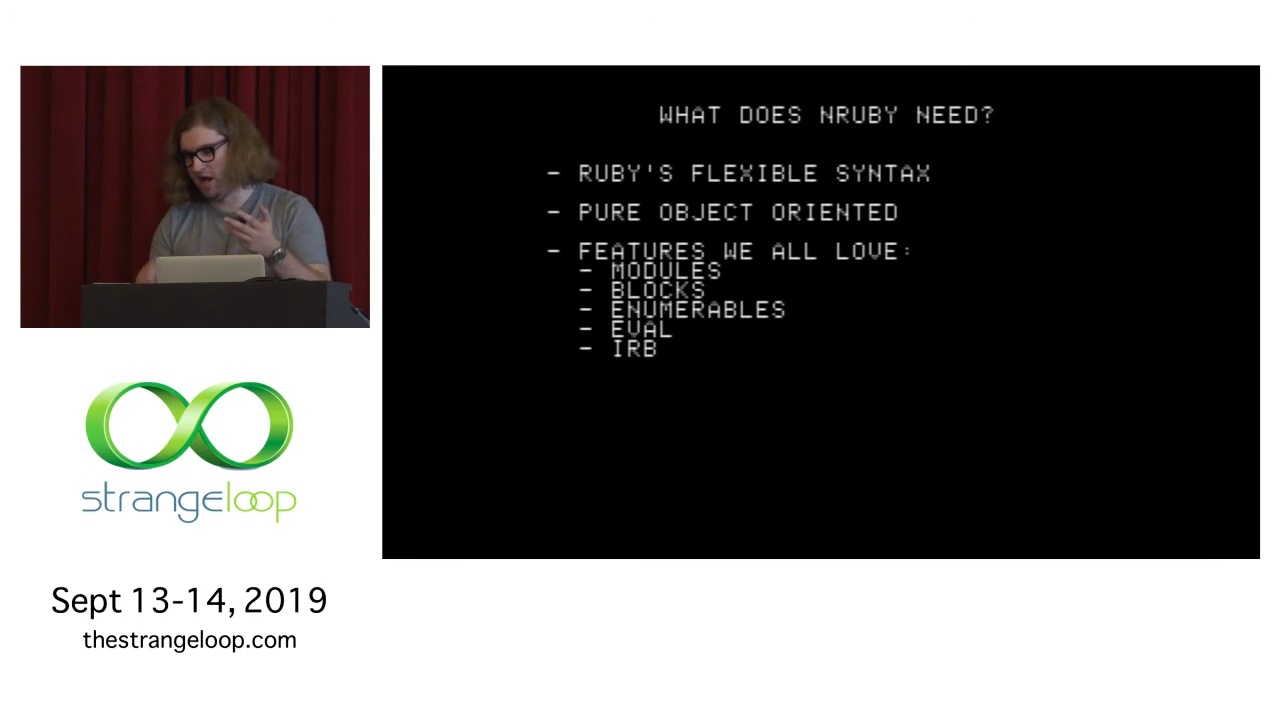 WHAT DOES NRUBY NEED?
- RUBY'S FLEXIBLE SYNTAX
- PURE OBJECT ORIENTED
- FEATURES WE ALL LOVE:
- MODULES
- BLOCKS
- ENUMERABLES
- EVAL
- IRB
strangeloop
Sept 13-14, 2019
thestrangeloop.com